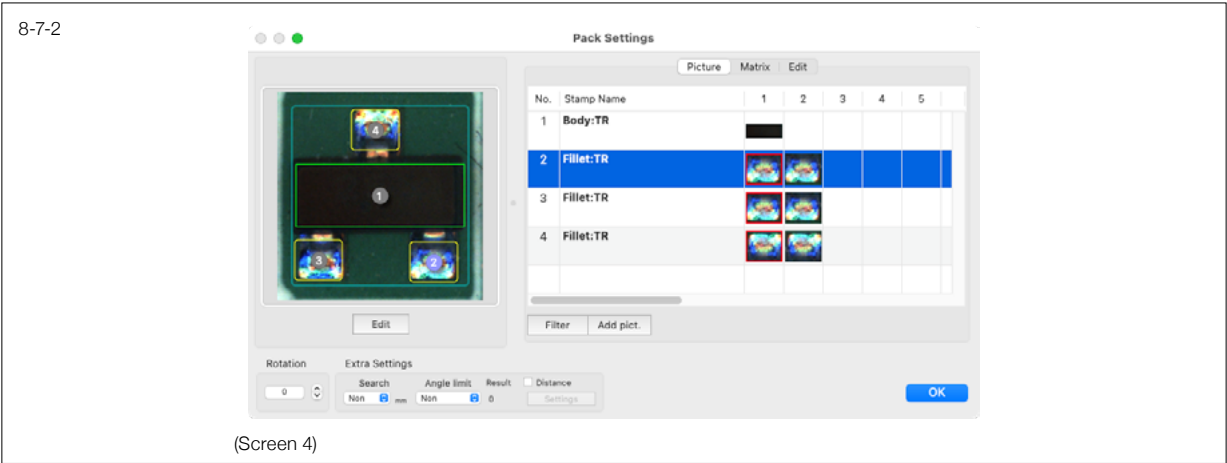 8-7-2
Pack Settings
Picture Matrix Edit
No. Stamp Name 1 2 3 4 5
1 Body:TR
2 Fillet:TR
3 Fillet:TR
4 Fillet:TR
4
1
3
2
Edit
Filter Add pict.
Rotation
0
Extra Settings
Search Angle limit Result Distance
Non mm Non 0 Settings
OK
(Screen 4)